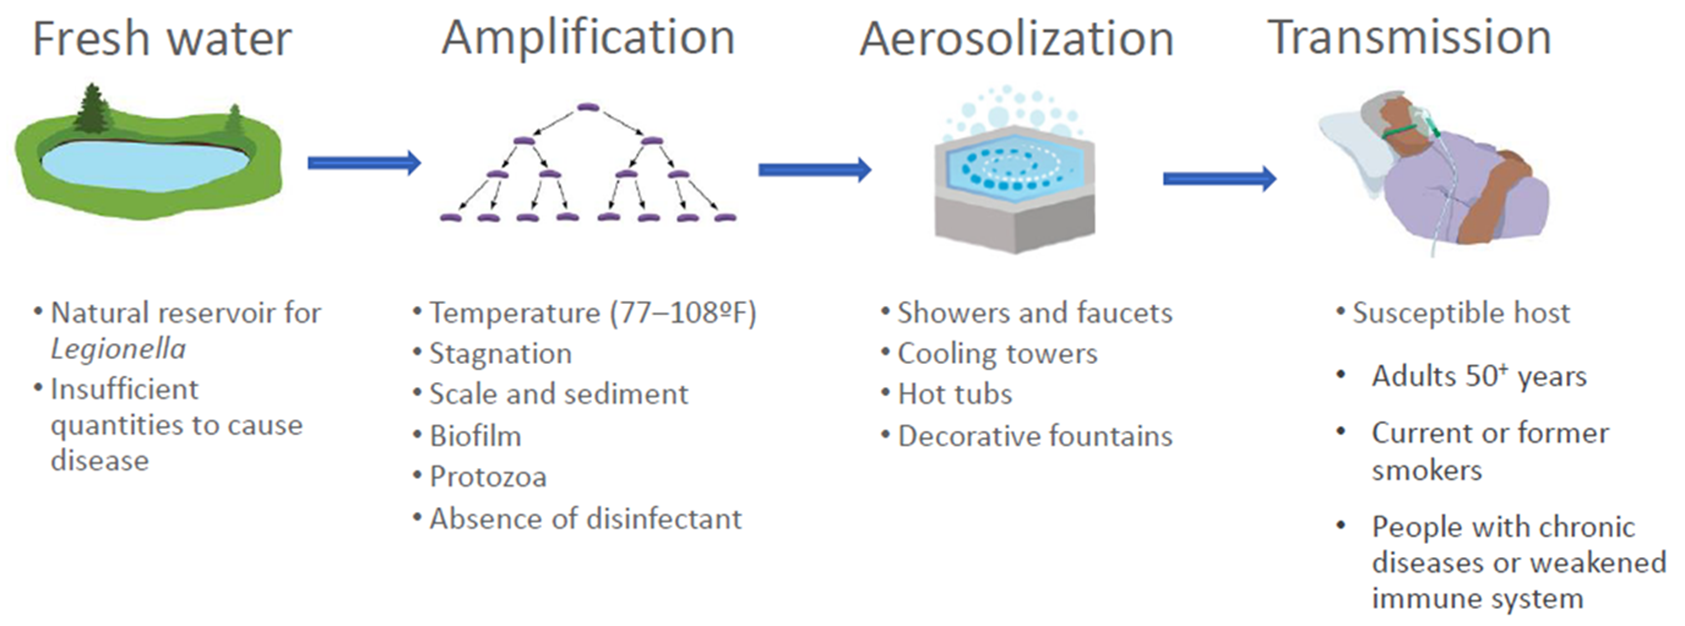 Fresh water
Amplification
Aerosolization
Transmission
• Natural reservoir for
Legionella
• Insufficient
quantities to cause
disease
• Temperature (77–108ºF)
• Stagnation
• Scale and sediment
• Biofilm
• Protozoa
• Absence of disinfectant
• Showers and faucets
• Cooling towers
• Hot tubs
• Decorative fountains
• Susceptible host
• Adults 50⁺ years
• Current or former
smokers
• People with chronic
diseases or weakened
immune system